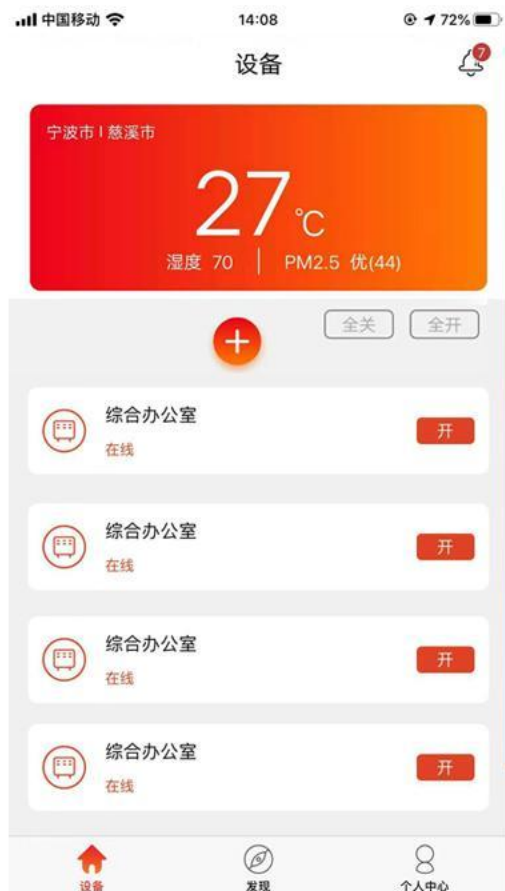 中国移动 14:08 72%
设备 7
宁波市 | 慈溪市
27℃
湿度 70 | PM2.5 优(44)
+ 全关 全开
综合办公室
在线 开
综合办公室
在线 开
综合办公室
在线 开
综合办公室
在线 开
设备 发现 个人中心